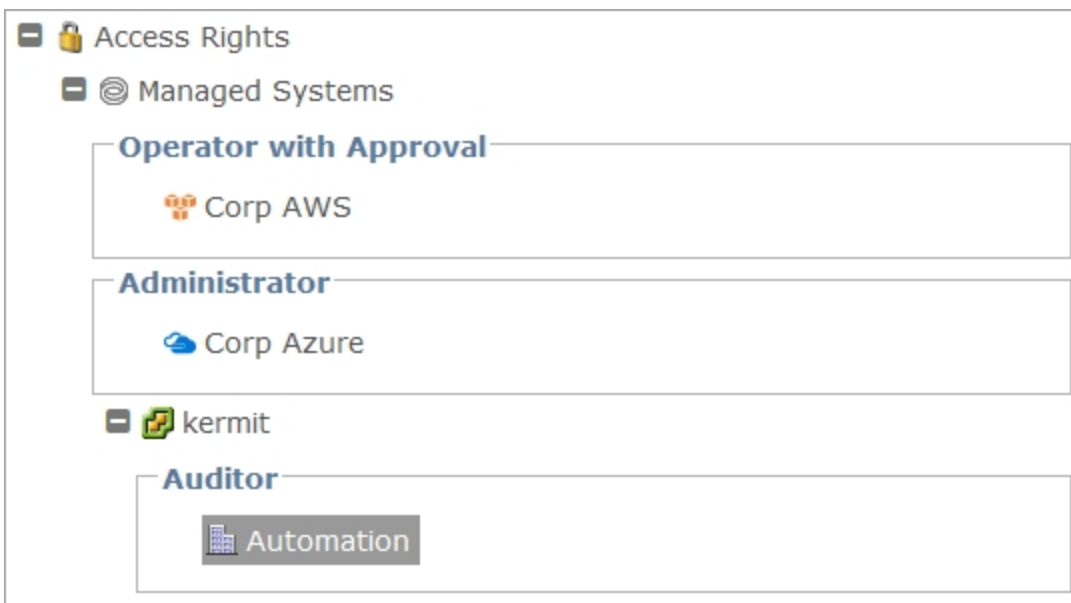 Access Rights
Managed Systems
Operator with Approval
Corp AWS
Administrator
Corp Azure
kermit
Auditor
Automation